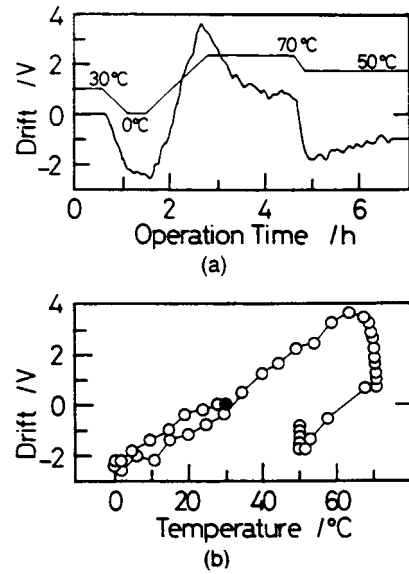 4
2
0
-2
Drift /V
30°C
0°C
70°C
50°C
0 2 4 6
Operation Time /h
(a)
4
2
0
-2
Drift /V
0 20 40 60
Temperature /°C
(b)